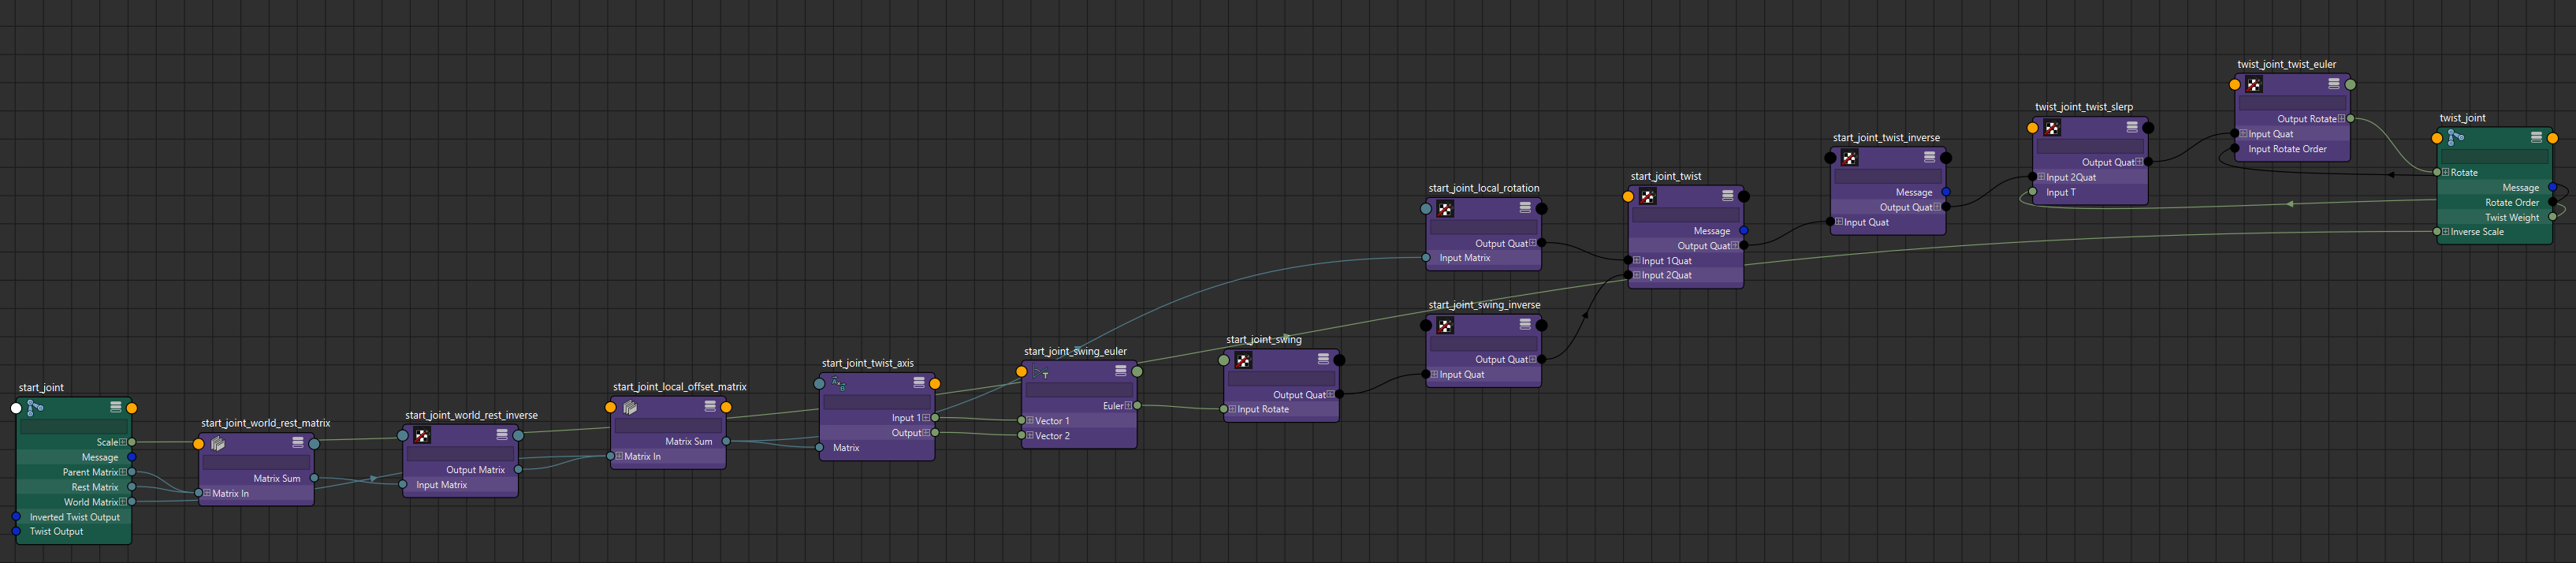 start_joint
Scale
Message
Parent Matrix
Rest Matrix
World Matrix
Inverted Twist Output
Twist Output
start_joint_world_rest_matrix
Matrix Sum
Matrix In
start_joint_world_rest_inverse
Output Matrix
Input Matrix
start_joint_local_offset_matrix
Matrix Sum
Matrix In
start_joint_twist_axis
Input 1
Output
Matrix
start_joint_swing_euler
Euler
Vector 1
Vector 2
start_joint_swing
Output Quat
Input Rotate
start_joint_local_rotation
Output Quat
Input Matrix
start_joint_swing_inverse
Output Quat
Input Quat
start_joint_twist
Message
Output Quat
Input 1Quat
Input 2Quat
start_joint_twist_inverse
Message
Output Quat
Input Quat
twist_joint_twist_slerp
Output Quat
Input 2Quat
Input T
twist_joint_twist_euler
Output Rotate
Input Quat
Input Rotate Order
twist_joint
Rotate
Message
Rotate Order
Twist Weight
Inverse Scale